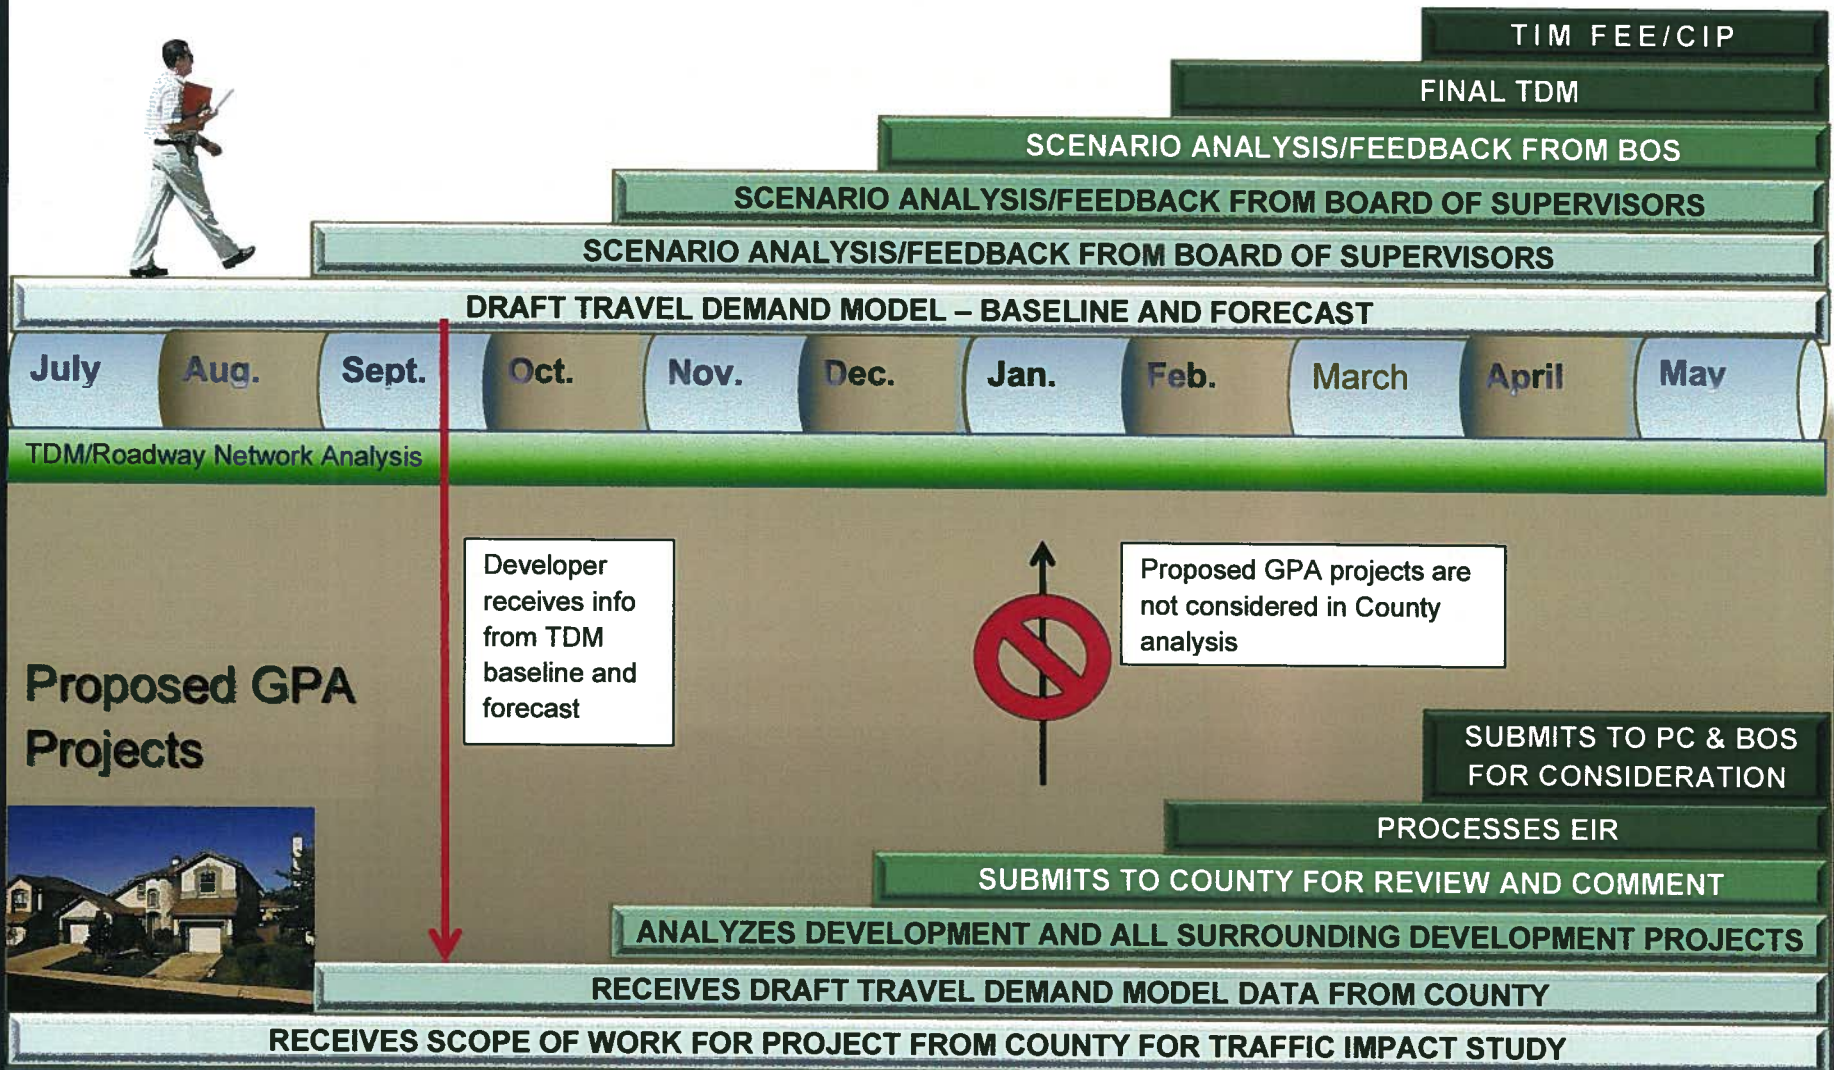 TIM FEE/CIP
FINAL TDM
SCENARIO ANALYSIS/FEEDBACK FROM BOS
SCENARIO ANALYSIS/FEEDBACK FROM BOARD OF SUPERVISORS
SCENARIO ANALYSIS/FEEDBACK FROM BOARD OF SUPERVISORS
DRAFT TRAVEL DEMAND MODEL – BASELINE AND FORECAST
July Aug. Sept. Oct. Nov. Dec. Jan. Feb. March April May
TDM/Roadway Network Analysis
Developer
receives info
from TDM
baseline and
forecast
Proposed GPA projects are
not considered in County
analysis
Proposed GPA
Projects
SUBMITS TO PC & BOS
FOR CONSIDERATION
PROCESSES EIR
SUBMITS TO COUNTY FOR REVIEW AND COMMENT
ANALYZES DEVELOPMENT AND ALL SURROUNDING DEVELOPMENT PROJECTS
RECEIVES DRAFT TRAVEL DEMAND MODEL DATA FROM COUNTY
RECEIVES SCOPE OF WORK FOR PROJECT FROM COUNTY FOR TRAFFIC IMPACT STUDY